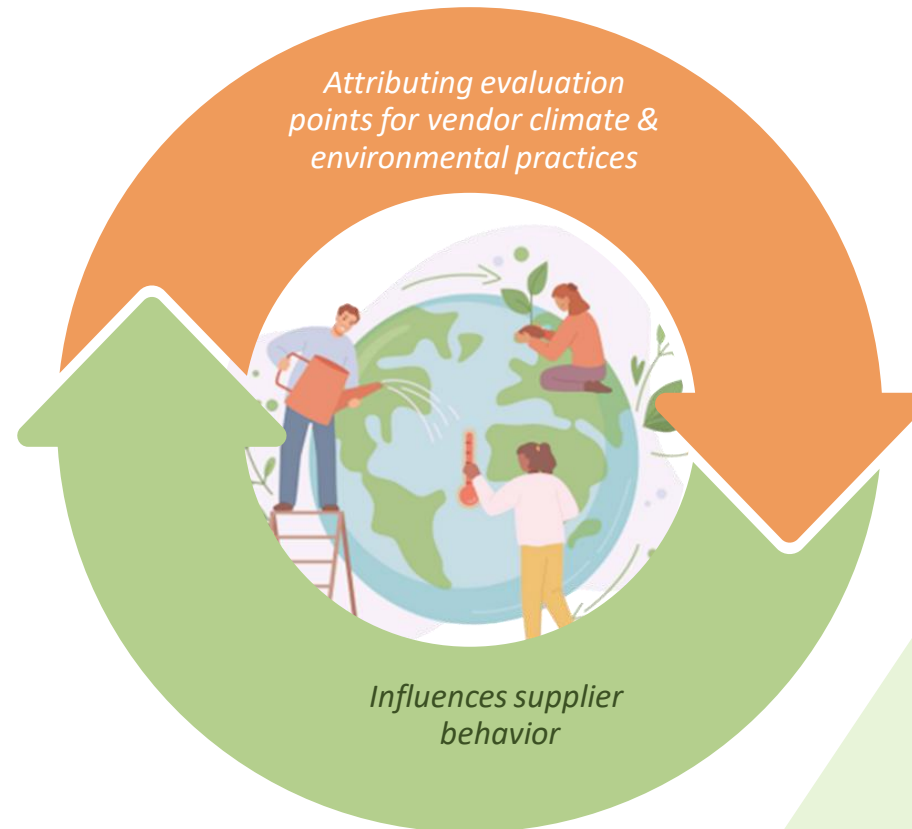 Attributing evaluation
points for vendor climate &
environmental practices
Influences supplier
behavior